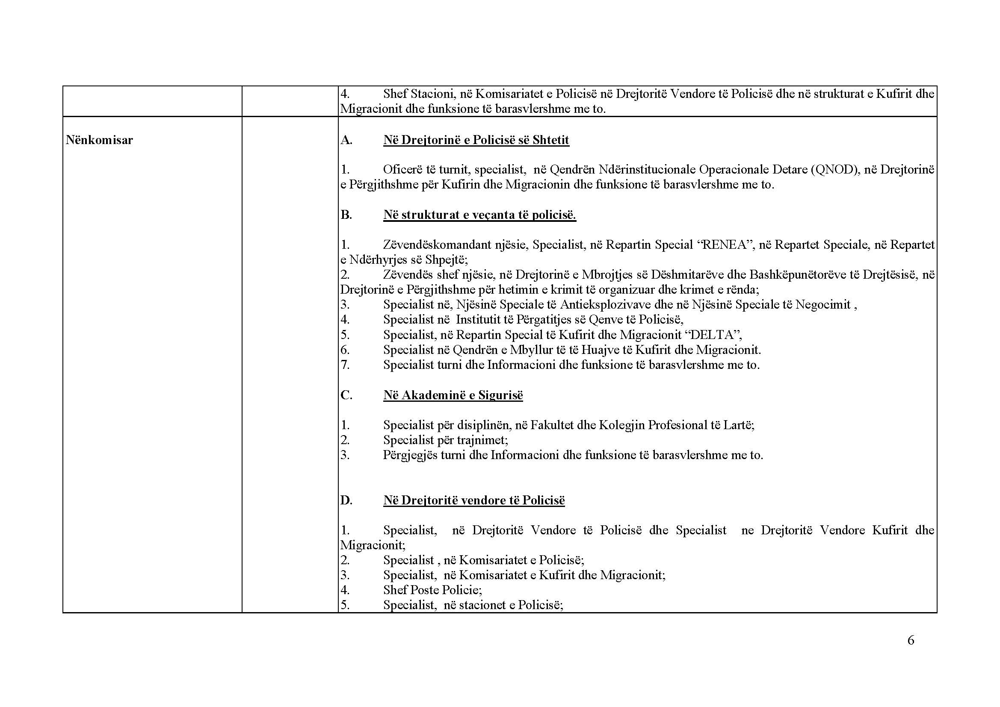 4. Shef Stacioni, në Komisariatet e Policisë në Drejtoritë Vendore të Policisë dhe në strukturat e Kufirit dhe
Migracionit dhe funksione të barasvlershme me to.
Nënkomisar
A. Në Drejtorinë e Policisë së Shtetit
1. Oficerë të turnit, specialist, në Qendrën Ndërinstitucionale Operacionale Detare (QNOD), në Drejtorinë
e Përgjithshme për Kufirin dhe Migracionin dhe funksione të barasvlershme me to.
B. Në strukturat e veçanta të policisë.
1. Zëvendëskomandant njësie, Specialist, në Repartin Special “RENEA”, në Repartet Speciale, në Repartet
e Ndërhyrjes së Shpejtë;
2. Zëvendës shef njësie, në Drejtorinë e Mbrojtjes së Dëshmitarëve dhe Bashkëpunëtorëve të Drejtësisë, në
Drejtorinë e Përgjithshme për hetimin e krimit të organizuar dhe krimet e rënda;
3. Specialist në, Njësinë Speciale të Antieksplozivave dhe në Njësinë Speciale të Negocimit ,
4. Specialist në Institutit të Përgatitjes së Qenve të Policisë,
5. Specialist, në Repartin Special të Kufirit dhe Migracionit “DELTA”,
6. Specialist në Qendrën e Mbyllur të të Huajve të Kufirit dhe Migracionit.
7. Specialist turni dhe Informacioni dhe funksione të barasvlershme me to.
C. Në Akademinë e Sigurisë
1. Specialist për disiplinën, në Fakultet dhe Kolegjin Profesional të Lartë;
2. Specialist për trajnimet;
3. Përgjegjës turni dhe Informacioni dhe funksione të barasvlershme me to.
D. Në Drejtoritë vendore të Policisë
1. Specialist, në Drejtoritë Vendore të Policisë dhe Specialist ne Drejtoritë Vendore Kufirit dhe
Migracionit;
2. Specialist , në Komisariatet e Policisë;
3. Specialist, në Komisariatet e Kufirit dhe Migracionit;
4. Shef Poste Policie;
5. Specialist, në stacionet e Policisë;
6